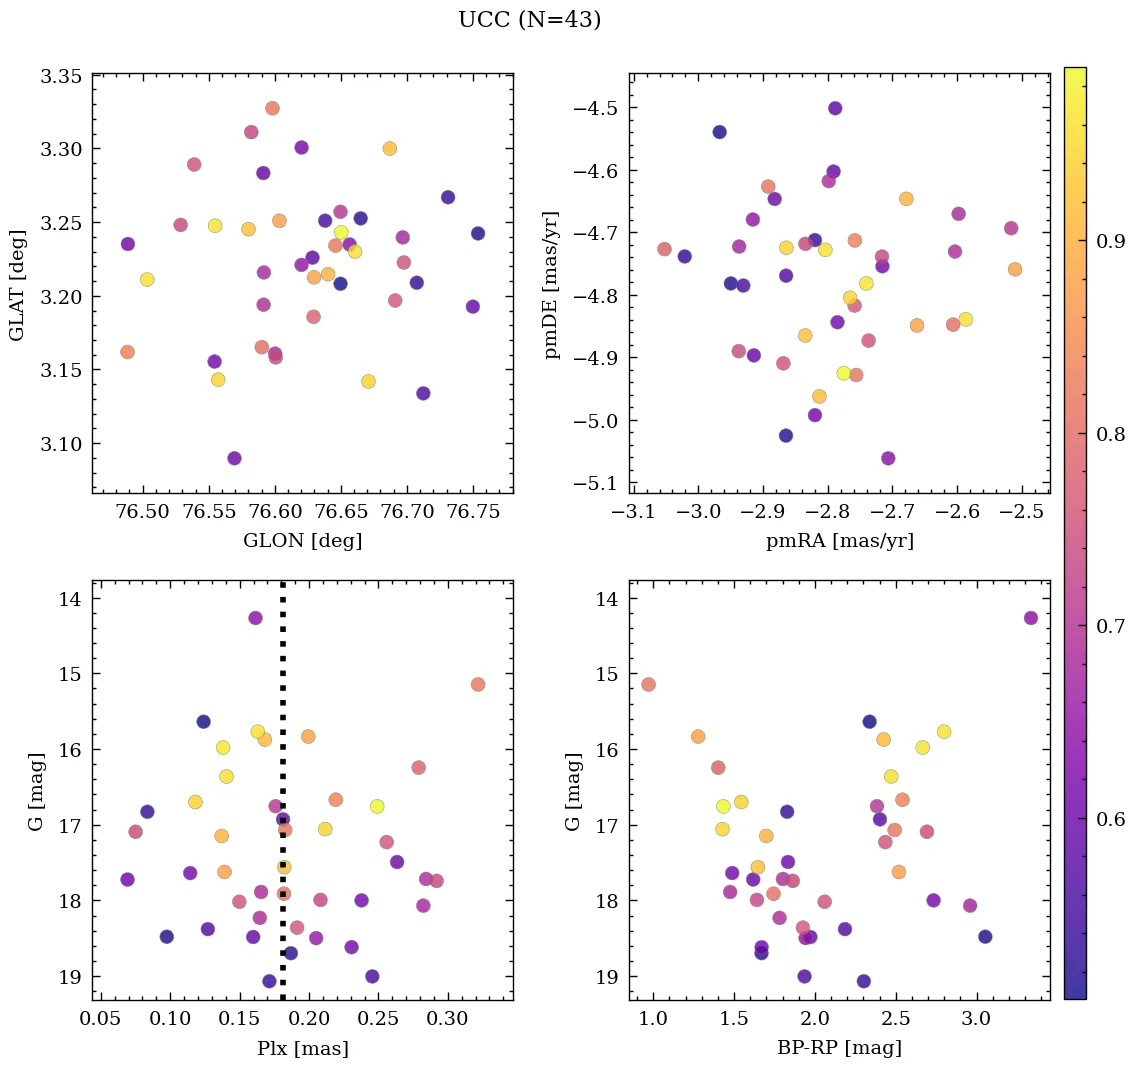 UCC (N=43)
3.35
3.30
3.25
3.20
3.15
3.10
GLAT [deg]
76.50 76.55 76.60 76.65 76.70 76.75
GLON [deg]
−4.5
−4.6
−4.7
−4.8
−4.9
−5.0
−5.1
pmDE [mas/yr]
−3.1 −3.0 −2.9 −2.8 −2.7 −2.6 −2.5
pmRA [mas/yr]
14
15
16
17
18
19
G [mag]
0.05 0.10 0.15 0.20 0.25 0.30
Plx [mas]
14
15
16
17
18
19
G [mag]
1.0 1.5 2.0 2.5 3.0
BP-RP [mag]
0.9
0.8
0.7
0.6